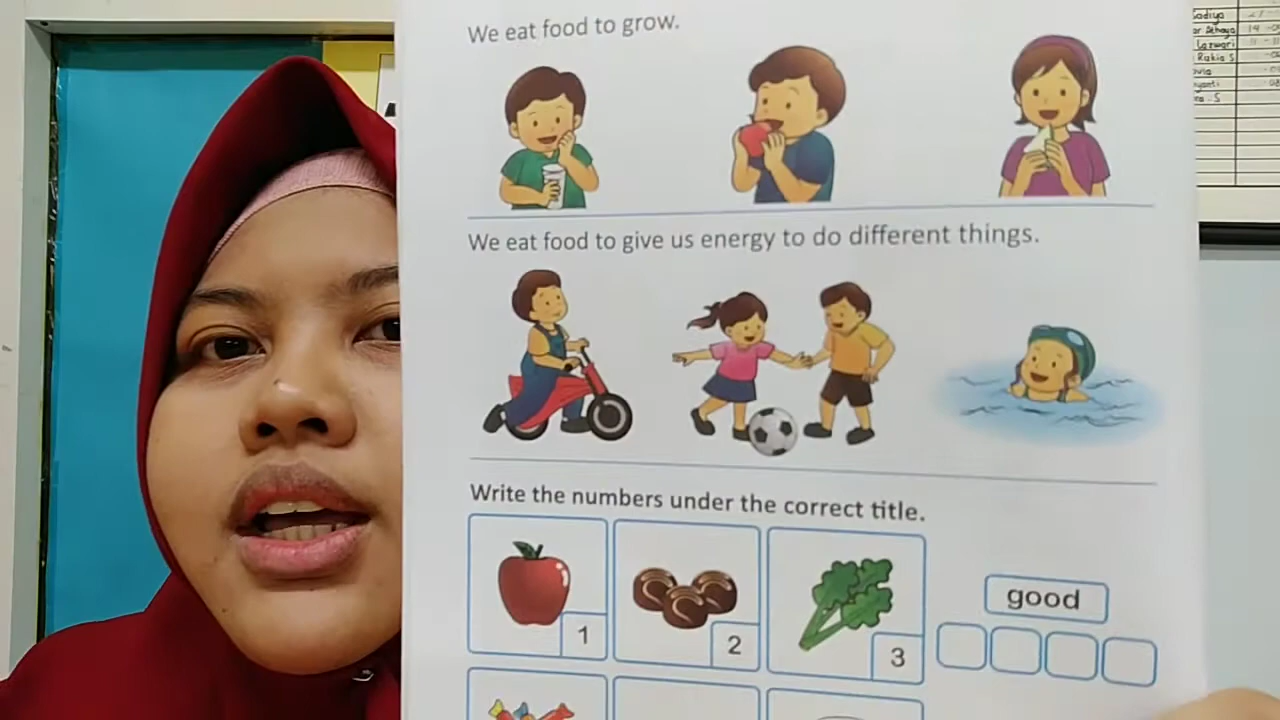 We eat food to grow.
We eat food to give us energy to do different things.
Write the numbers under the correct title.
1
2
3
good
Rakia S